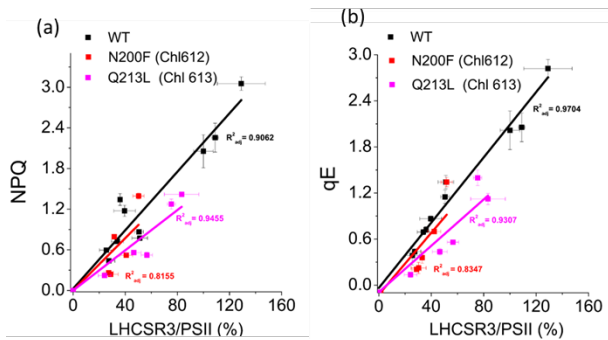 (a)
WT
N200F (Chl612)
Q213L (Chl 613)
NPQ
3.0
2.4
1.8
1.2
0.6
0.0
R²adj = 0.9062
R²adj = 0.9455
R²adj = 0.8155
0 40 80 120 160
LHCSR3/PSII (%)
(b)
WT
N200F (Chl612)
Q213L (Chl 613)
qE
3.0
2.4
1.8
1.2
0.6
0.0
R²adj = 0.9704
R²adj = 0.9307
R²adj = 0.8347
0 40 80 120 160
LHCSR3/PSII (%)